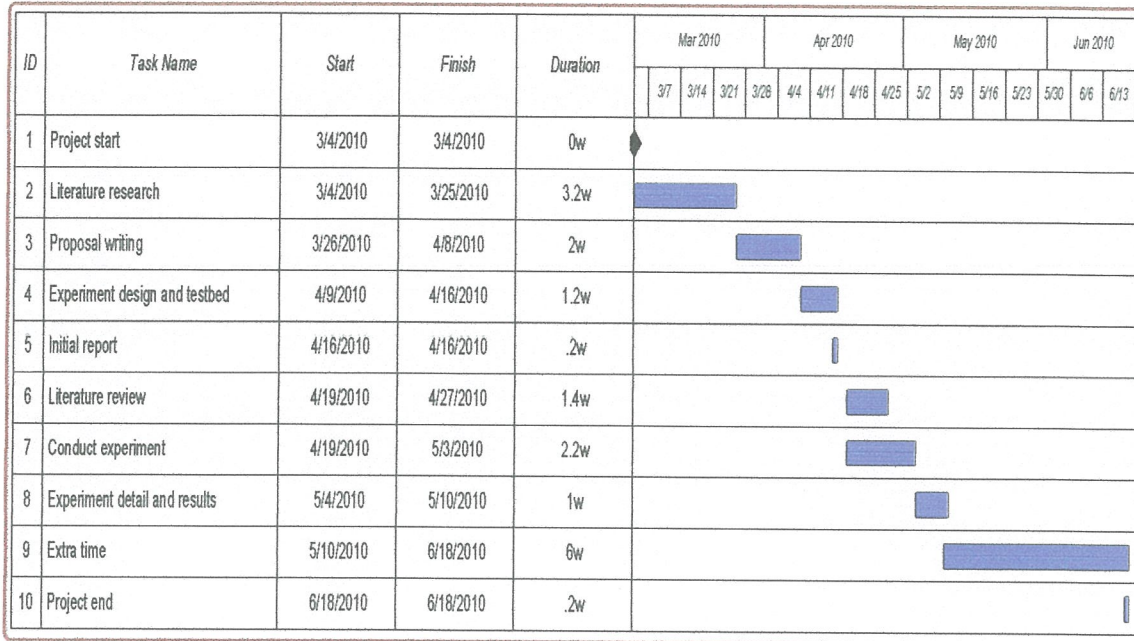 ID Task Name Start Finish Duration Mar 2010 Apr 2010 May 2010 Jun 2010
3/7 3/14 3/21 3/28 4/4 4/11 4/18 4/25 5/2 5/9 5/16 5/23 5/30 6/6 6/13
1 Project start 3/4/2010 3/4/2010 0w
2 Literature research 3/4/2010 3/25/2010 3.2w
3 Proposal writing 3/26/2010 4/8/2010 2w
4 Experiment design and testbed 4/9/2010 4/16/2010 1.2w
5 Initial report 4/16/2010 4/16/2010 .2w
6 Literature review 4/19/2010 4/27/2010 1.4w
7 Conduct experiment 4/19/2010 5/3/2010 2.2w
8 Experiment detail and results 5/4/2010 5/10/2010 1w
9 Extra time 5/10/2010 6/18/2010 6w
10 Project end 6/18/2010 6/18/2010 .2w